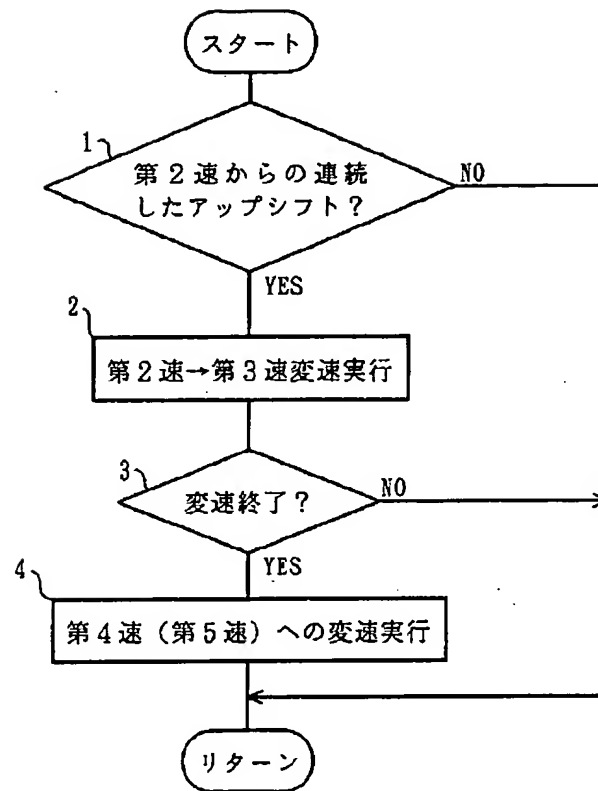 スタート
1
第2速からの連続
したアップシフト?
NO
YES
2
第2速→第3速変速実行
3
変速終了?
NO
YES
4
第4速(第5速)への変速実行
リターン